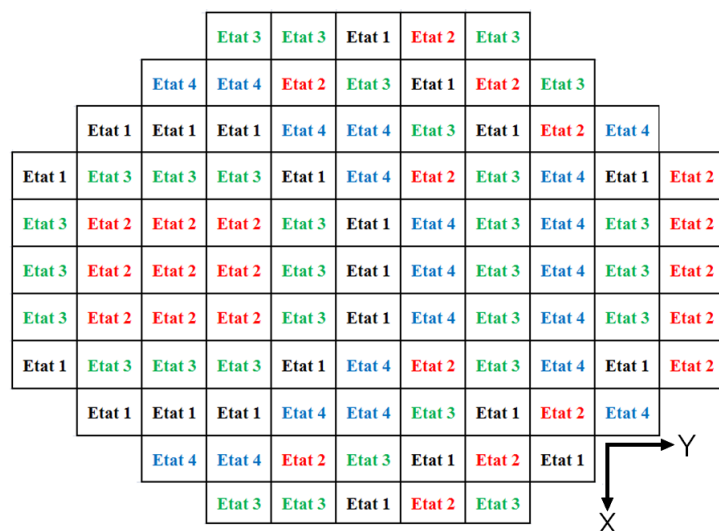 Etat 3 Etat 3 Etat 1 Etat 2 Etat 3
Etat 4 Etat 4 Etat 2 Etat 3 Etat 1 Etat 2 Etat 3
Etat 1 Etat 1 Etat 1 Etat 4 Etat 4 Etat 3 Etat 1 Etat 2 Etat 4
Etat 1 Etat 3 Etat 3 Etat 3 Etat 1 Etat 4 Etat 2 Etat 3 Etat 4 Etat 1 Etat 2
Etat 3 Etat 2 Etat 2 Etat 2 Etat 3 Etat 1 Etat 4 Etat 3 Etat 4 Etat 3 Etat 2
Etat 3 Etat 2 Etat 2 Etat 2 Etat 3 Etat 1 Etat 4 Etat 3 Etat 4 Etat 3 Etat 2
Etat 3 Etat 2 Etat 2 Etat 2 Etat 3 Etat 1 Etat 4 Etat 3 Etat 4 Etat 3 Etat 2
Etat 1 Etat 3 Etat 3 Etat 3 Etat 1 Etat 4 Etat 2 Etat 3 Etat 4 Etat 1 Etat 2
Etat 1 Etat 1 Etat 1 Etat 4 Etat 4 Etat 3 Etat 1 Etat 2 Etat 4
Etat 4 Etat 4 Etat 2 Etat 3 Etat 1 Etat 2 Etat 1
Y
Etat 3 Etat 3 Etat 1 Etat 2 Etat 3
X